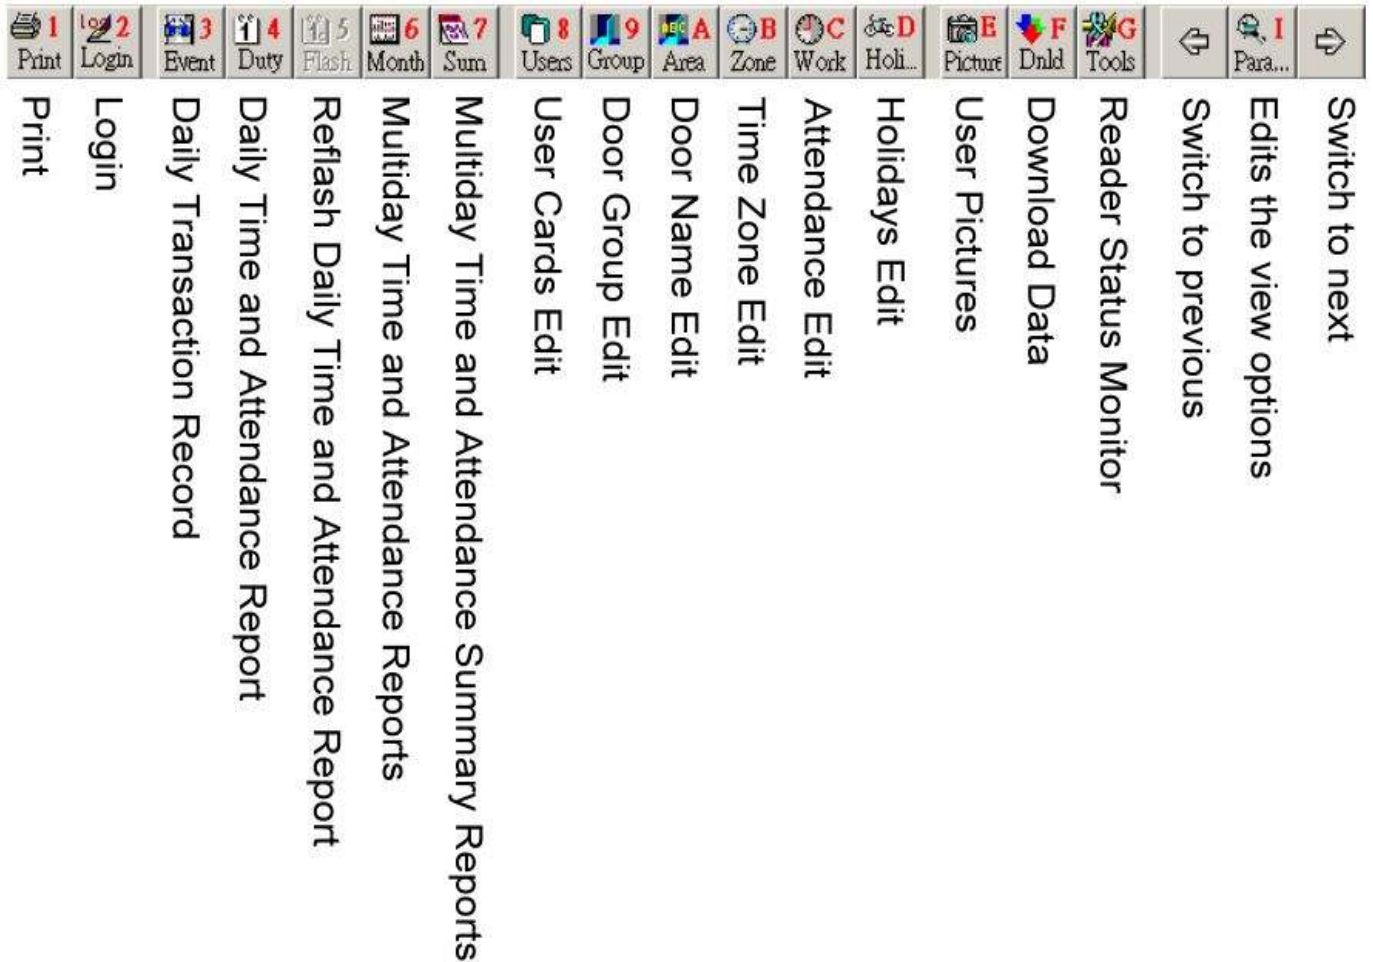 1
Print
log 2
Login
3
Event
1 4
Duty
1 5
Flash
6
Month
7
Sum
8
Users
9
Group
ABC A
Area
B
Zone
C
Work
D
Holi...
E
Picture
F
Dnld
G
Tools
I
Para...
Print
Login
Daily Transaction Record
Daily Time and Attendance Report
Reflash Daily Time and Attendance Report
Multiday Time and Attendance Reports
Multiday Time and Attendance Summary Reports
User Cards Edit
Door Group Edit
Door Name Edit
Time Zone Edit
Attendance Edit
Holidays Edit
User Pictures
Download Data
Reader Status Monitor
Switch to previous
Edits the view options
Switch to next